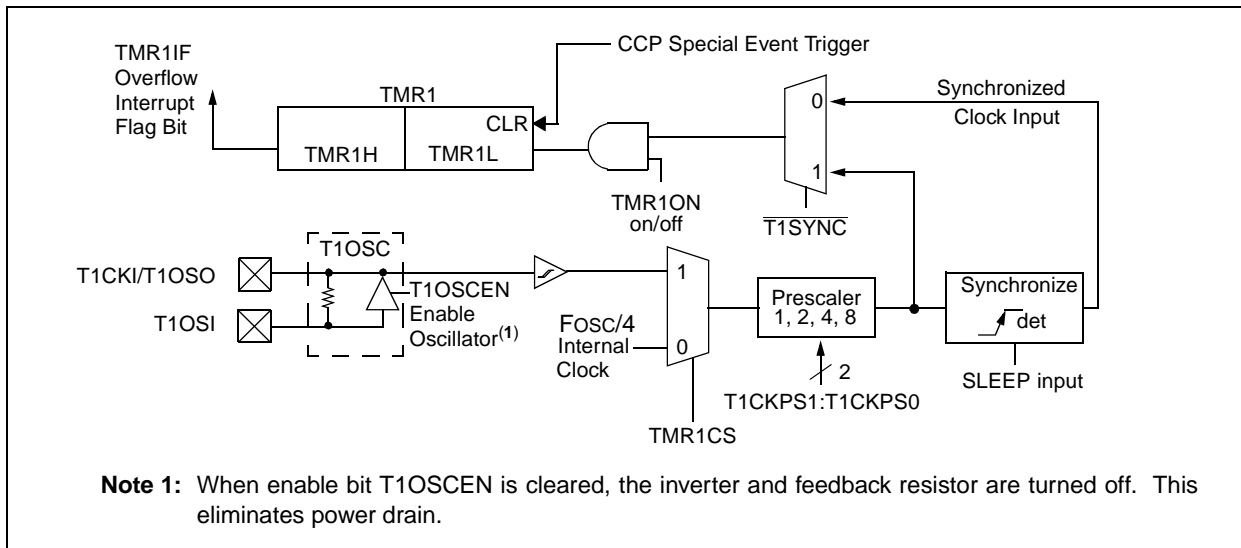 TMR1IF
Overflow
Interrupt
Flag Bit
CCP Special Event Trigger
TMR1
CLR
TMR1H
TMR1L
TMR1ON
on/off
0
1
T1SYNC
Synchronized
Clock Input
T1OSC
T1CKI/T1OSO
T1OSI
T1OSCEN
Enable
Oscillator(1)
FOSC/4
Internal
Clock
1
0
TMR1CS
Prescaler
1, 2, 4, 8
2
T1CKPS1:T1CKPS0
Synchronize
det
SLEEP input
Note 1: When enable bit T1OSCEN is cleared, the inverter and feedback resistor are turned off. This
eliminates power drain.